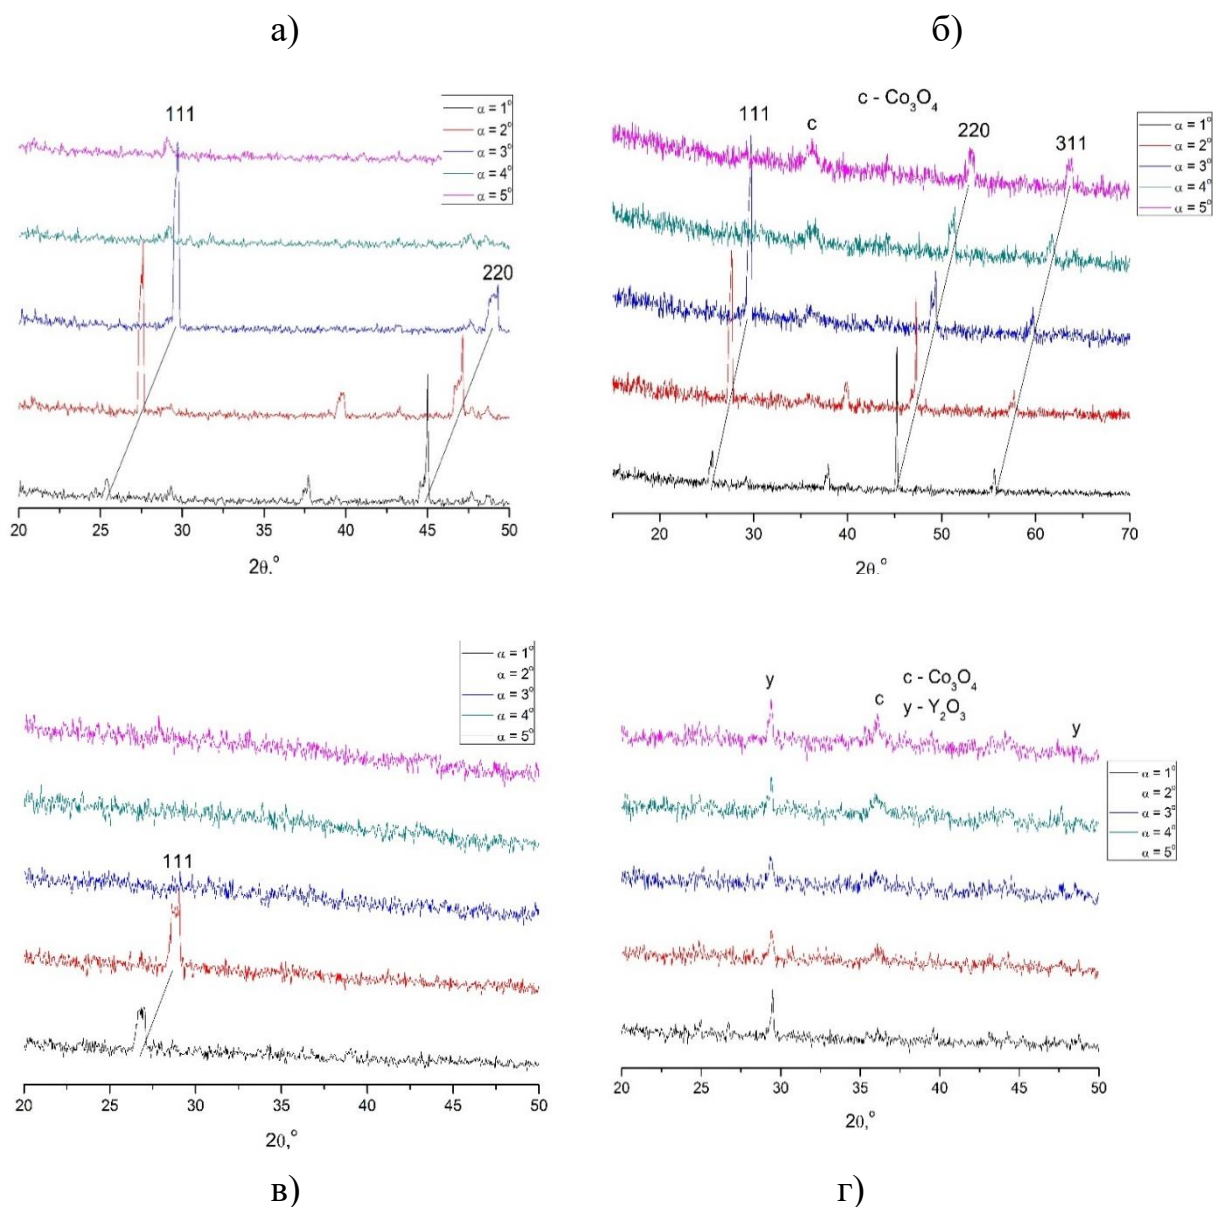 а)
б)
111
220
α = 1°
α = 2°
α = 3°
α = 4°
α = 5°
20 25 30 35 40 45 50
2θ,°
c - Co₃O₄
111
c
220
311
α = 1°
α = 2°
α = 3°
α = 4°
α = 5°
20 30 40 50 60 70
2θ,°
α = 1°
α = 2°
α = 3°
α = 4°
α = 5°
111
20 25 30 35 40 45 50
2θ,°
y
c - Co₃O₄
c
y - Y₂O₃
y
α = 1°
α = 2°
α = 3°
α = 4°
α = 5°
20 25 30 35 40 45 50
2θ,°
в)
г)